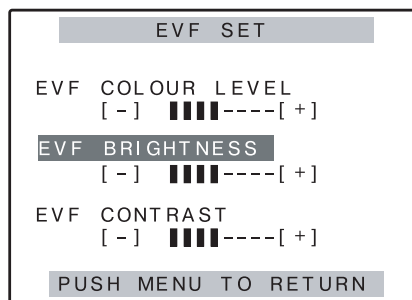 EVF SET
EVF COLOUR LEVEL
[-] ▮▮▮▮----[+]
EVF BRIGHTNESS
[-] ▮▮▮▮----[+]
EVF CONTRAST
[-] ▮▮▮▮----[+]
PUSH MENU TO RETURN